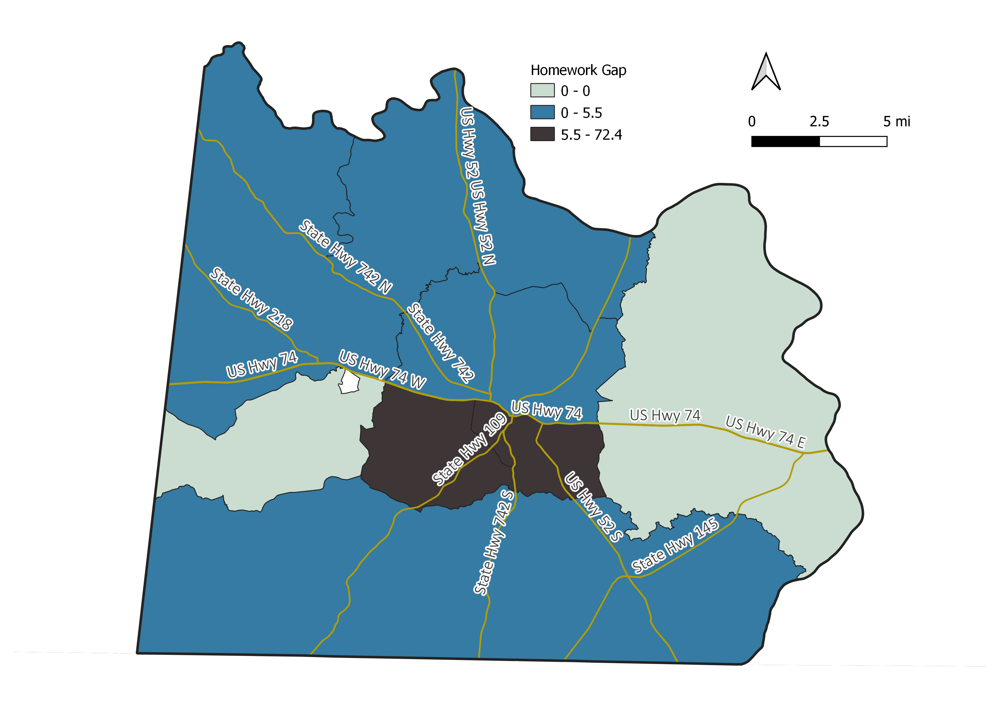 Homework Gap
0 - 0
0 - 5.5
5.5 - 72.4
0 2.5 5 mi
US Hwy 52
US Hwy 52 N
State Hwy 742 N
State Hwy 218
State Hwy 742
US Hwy 74
US Hwy 74 W
US Hwy 74
US Hwy 74
US Hwy 74 E
State Hwy 109
US Hwy 52 S
State Hwy 742 S
State Hwy 145